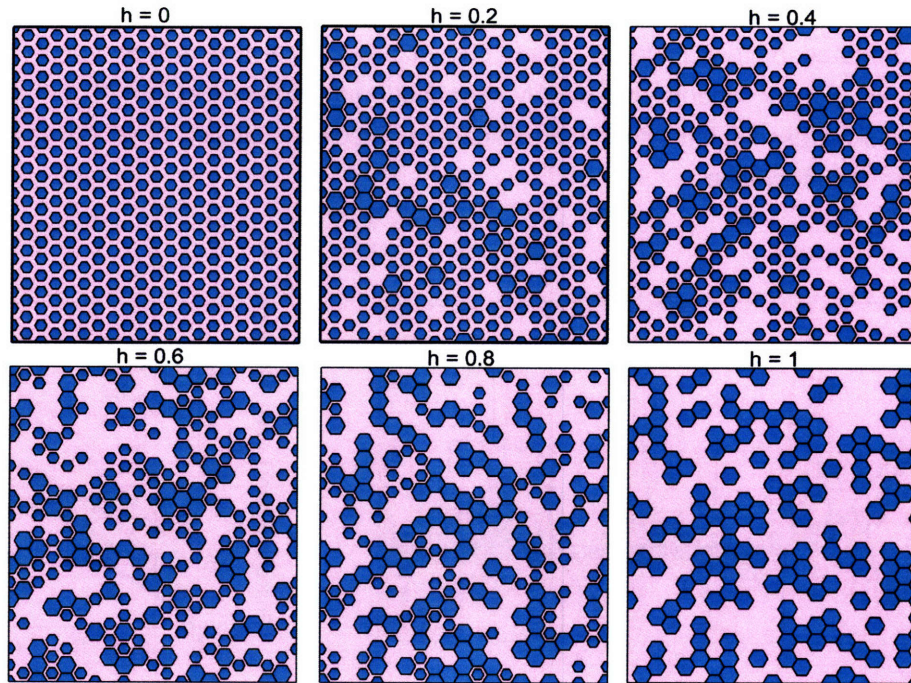 h = 0
h = 0.2
h = 0.4
h = 0.6
h = 0.8
h = 1